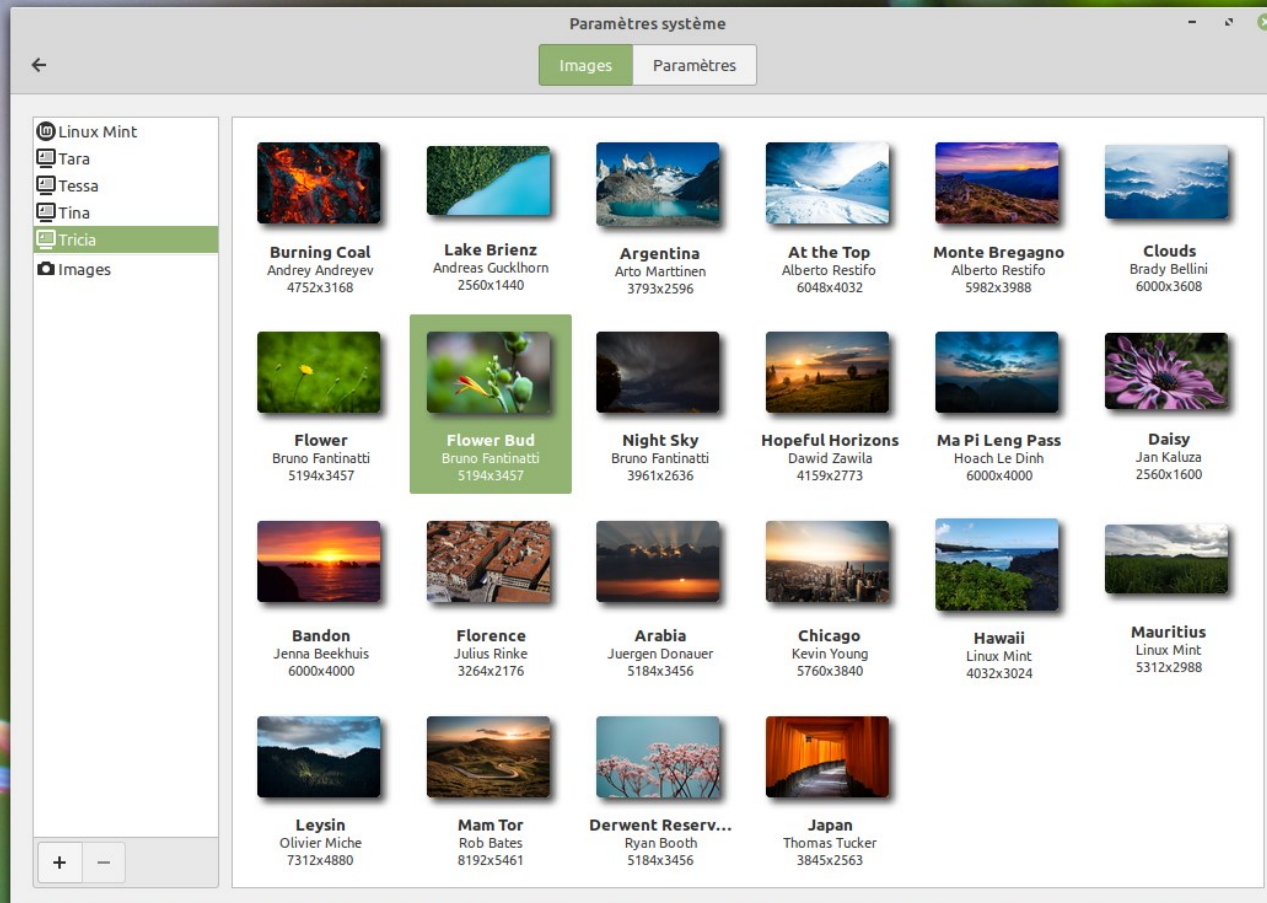 Paramètres système
Images
Paramètres
Linux Mint
Tara
Tessa
Tina
Tricia
Images
Burning Coal
Andrey Andreyev
4752x3168
Lake Brienz
Andreas Gucklhorn
2560x1440
Argentina
Arto Marttinen
3793x2596
At the Top
Alberto Restifo
6048x4032
Monte Bregagno
Alberto Restifo
5982x3988
Clouds
Brady Bellini
6000x3608
Flower
Bruno Fantinatti
5194x3457
Flower Bud
Bruno Fantinatti
5194x3457
Night Sky
Bruno Fantinatti
3961x2636
Hopeful Horizons
Dawid Zawila
4159x2773
Ma Pi Leng Pass
Hoach Le Dinh
6000x4000
Daisy
Jan Kaluza
2560x1600
Bandon
Jenna Beekhuis
6000x4000
Florence
Julius Rinke
3264x2176
Arabia
Juergen Donauer
5184x3456
Chicago
Kevin Young
5760x3840
Hawaii
Linux Mint
4032x3024
Mauritius
Linux Mint
5312x2988
Leysin
Olivier Miche
7312x4880
Mam Tor
Rob Bates
8192x5461
Derwent Reserv...
Ryan Booth
5184x3456
Japan
Thomas Tucker
3845x2563